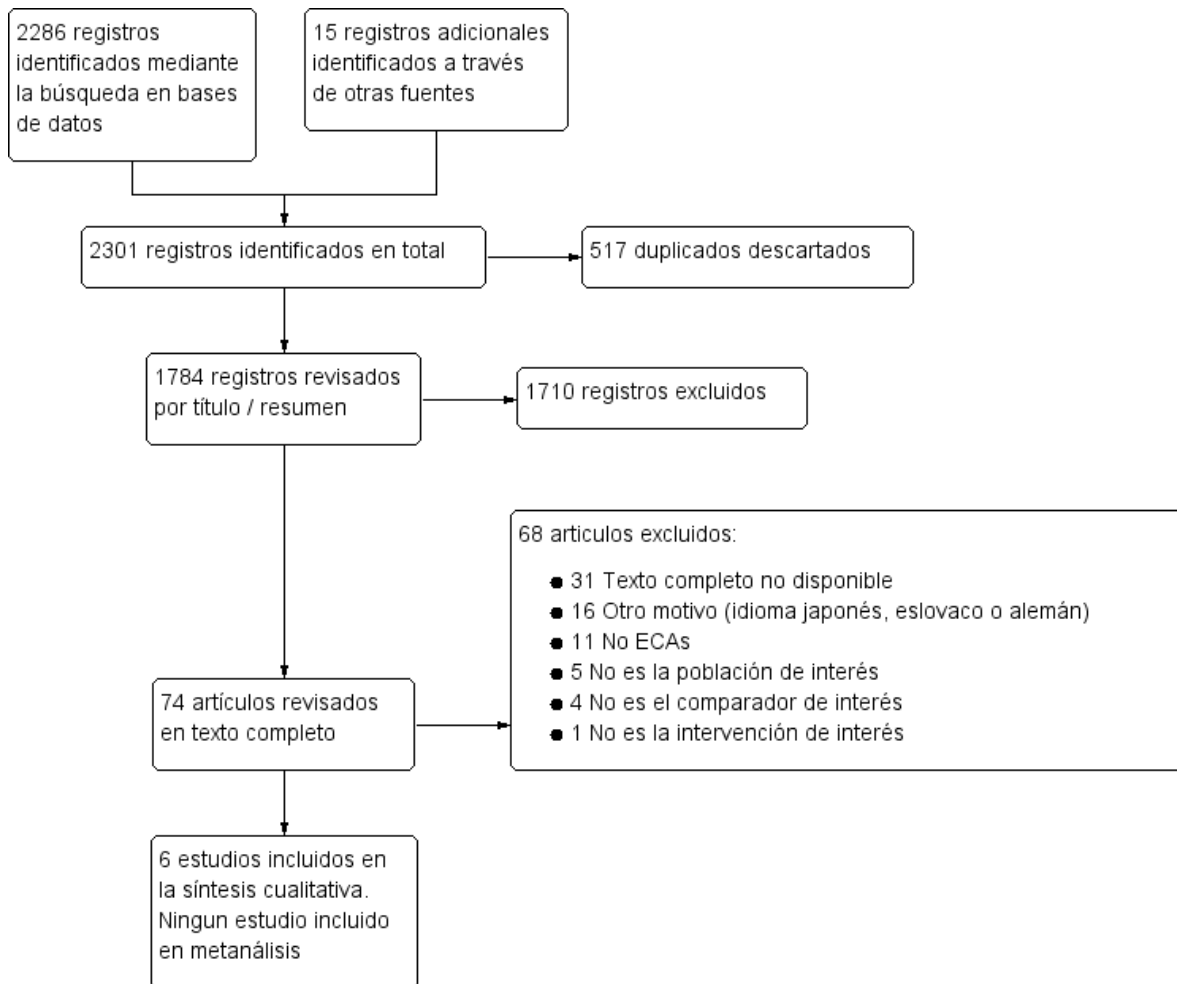 2286 registros
identificados mediante
la búsqueda en bases
de datos
15 registros adicionales
identificados a través
de otras fuentes
2301 registros identificados en total
517 duplicados descartados
1784 registros revisados
por título / resumen
1710 registros excluidos
68 articulos excluidos:
● 31 Texto completo no disponible
● 16 Otro motivo (idioma japonés, eslovaco o alemán)
● 11 No ECAs
● 5 No es la población de interés
● 4 No es el comparador de interés
● 1 No es la intervención de interés
74 artículos revisados
en texto completo
6 estudios incluidos en
la síntesis cualitativa.
Ningun estudio incluido
en metanálisis